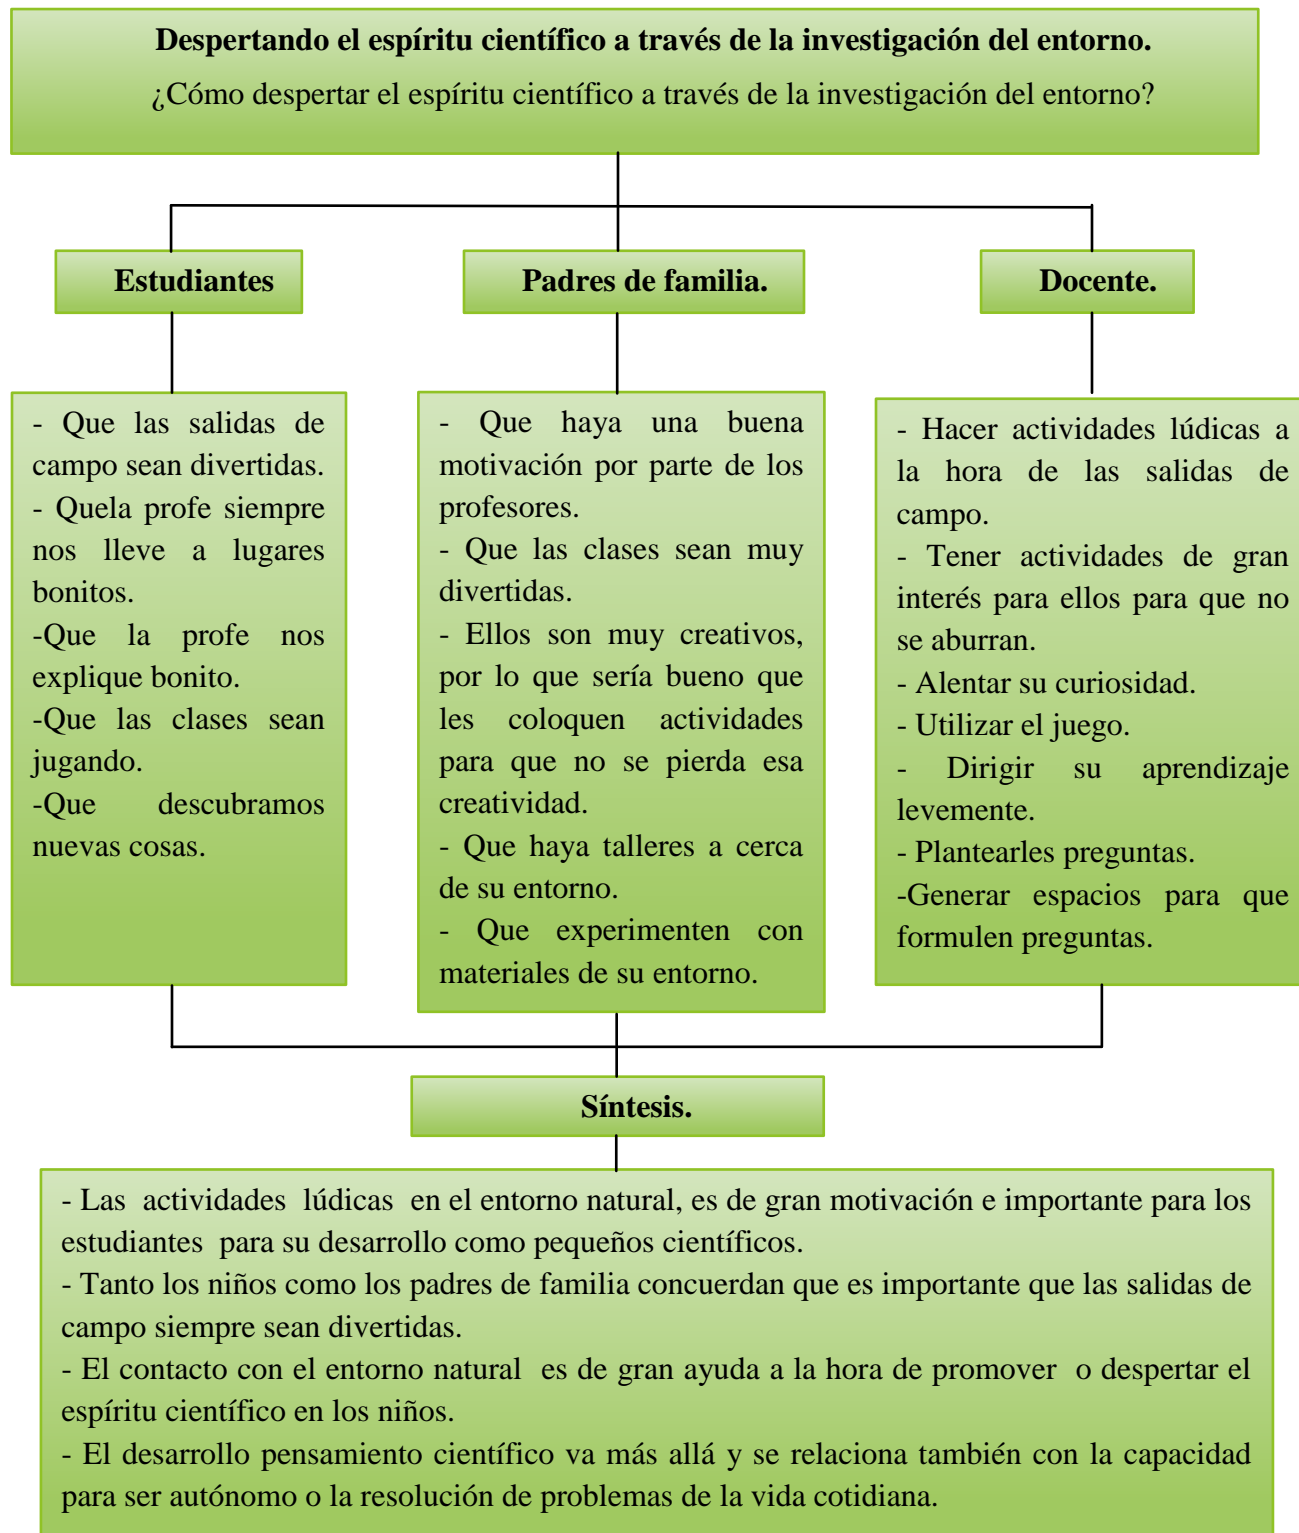 Despertando el espíritu científico a través de la investigación del entorno.
¿Cómo despertar el espíritu científico a través de la investigación del entorno?
Estudiantes
Padres de familia.
Docente.
- Que las salidas de
campo sean divertidas.
- Quela profe siempre
nos lleve a lugares
bonitos.
-Que la profe nos
explique bonito.
-Que las clases sean
jugando.
-Que descubramos
nuevas cosas.
- Que haya una buena
motivación por parte de los
profesores.
- Que las clases sean muy
divertidas.
- Ellos son muy creativos,
por lo que sería bueno que
les coloquen actividades
para que no se pierda esa
creatividad.
- Que haya talleres a cerca
de su entorno.
- Que experimenten con
materiales de su entorno.
- Hacer actividades lúdicas a
la hora de las salidas de
campo.
- Tener actividades de gran
interés para ellos para que no
se aburran.
- Alentar su curiosidad.
- Utilizar el juego.
- Dirigir su aprendizaje
levemente.
- Plantearles preguntas.
-Generar espacios para que
formulen preguntas.
Síntesis.
- Las actividades lúdicas en el entorno natural, es de gran motivación e importante para los
estudiantes para su desarrollo como pequeños científicos.
- Tanto los niños como los padres de familia concuerdan que es importante que las salidas de
campo siempre sean divertidas.
- El contacto con el entorno natural es de gran ayuda a la hora de promover o despertar el
espíritu científico en los niños.
- El desarrollo pensamiento científico va más allá y se relaciona también con la capacidad
para ser autónomo o la resolución de problemas de la vida cotidiana.